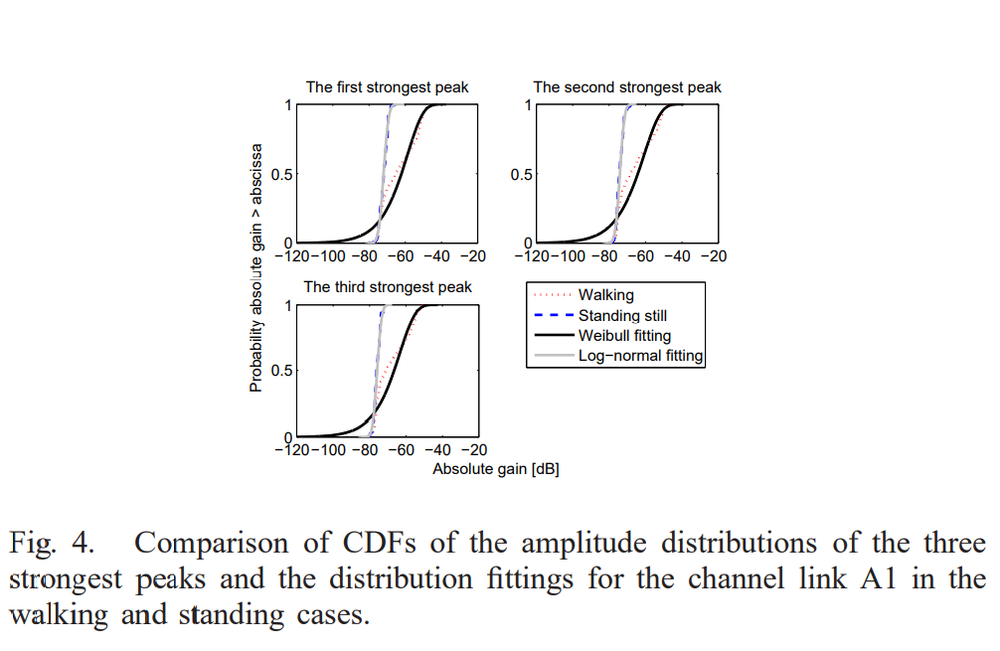 The first strongest peak
1
0.5
0
−120 −100 −80 −60 −40 −20
The second strongest peak
1
0.5
0
−120 −100 −80 −60 −40 −20
Probability absolute gain > abscissa
The third strongest peak
1
0.5
0
−120 −100 −80 −60 −40 −20
Absolute gain [dB]
Walking
Standing still
Weibull fitting
Log−normal fitting
Fig. 4. Comparison of CDFs of the amplitude distributions of the three
strongest peaks and the distribution fittings for the channel link A1 in the
walking and standing cases.